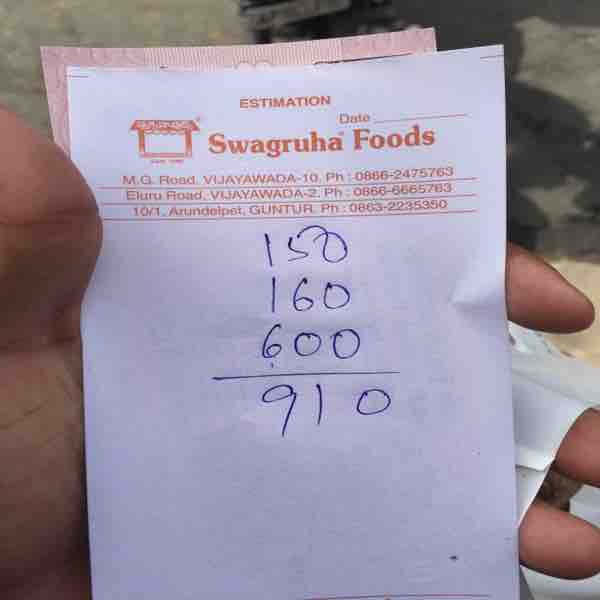 ESTIMATION
Date
Swagruha Foods
M.G. Road, VIJAYAWADA-10. Ph : 0866-2475763
Eluru Road, VIJAYAWADA-2. Ph : 0866-6665763
10/1, Arundelpet, GUNTUR. Ph : 0863-2235350
150
160
600
910